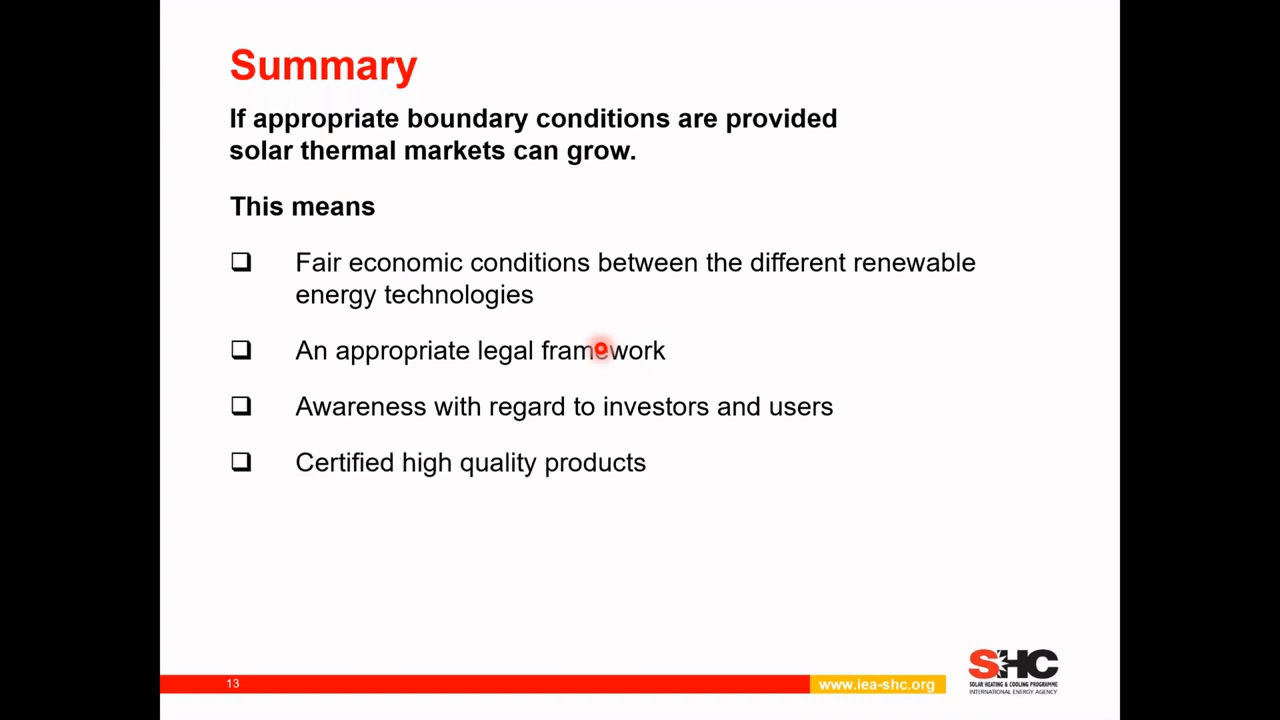 Summary
If appropriate boundary conditions are provided
solar thermal markets can grow.
This means
Fair economic conditions between the different renewable
energy technologies
An appropriate legal framework
Awareness with regard to investors and users
Certified high quality products
13
www.iea-shc.org
SHC
SOLAR HEATING & COOLING PROGRAMME
INTERNATIONAL ENERGY AGENCY